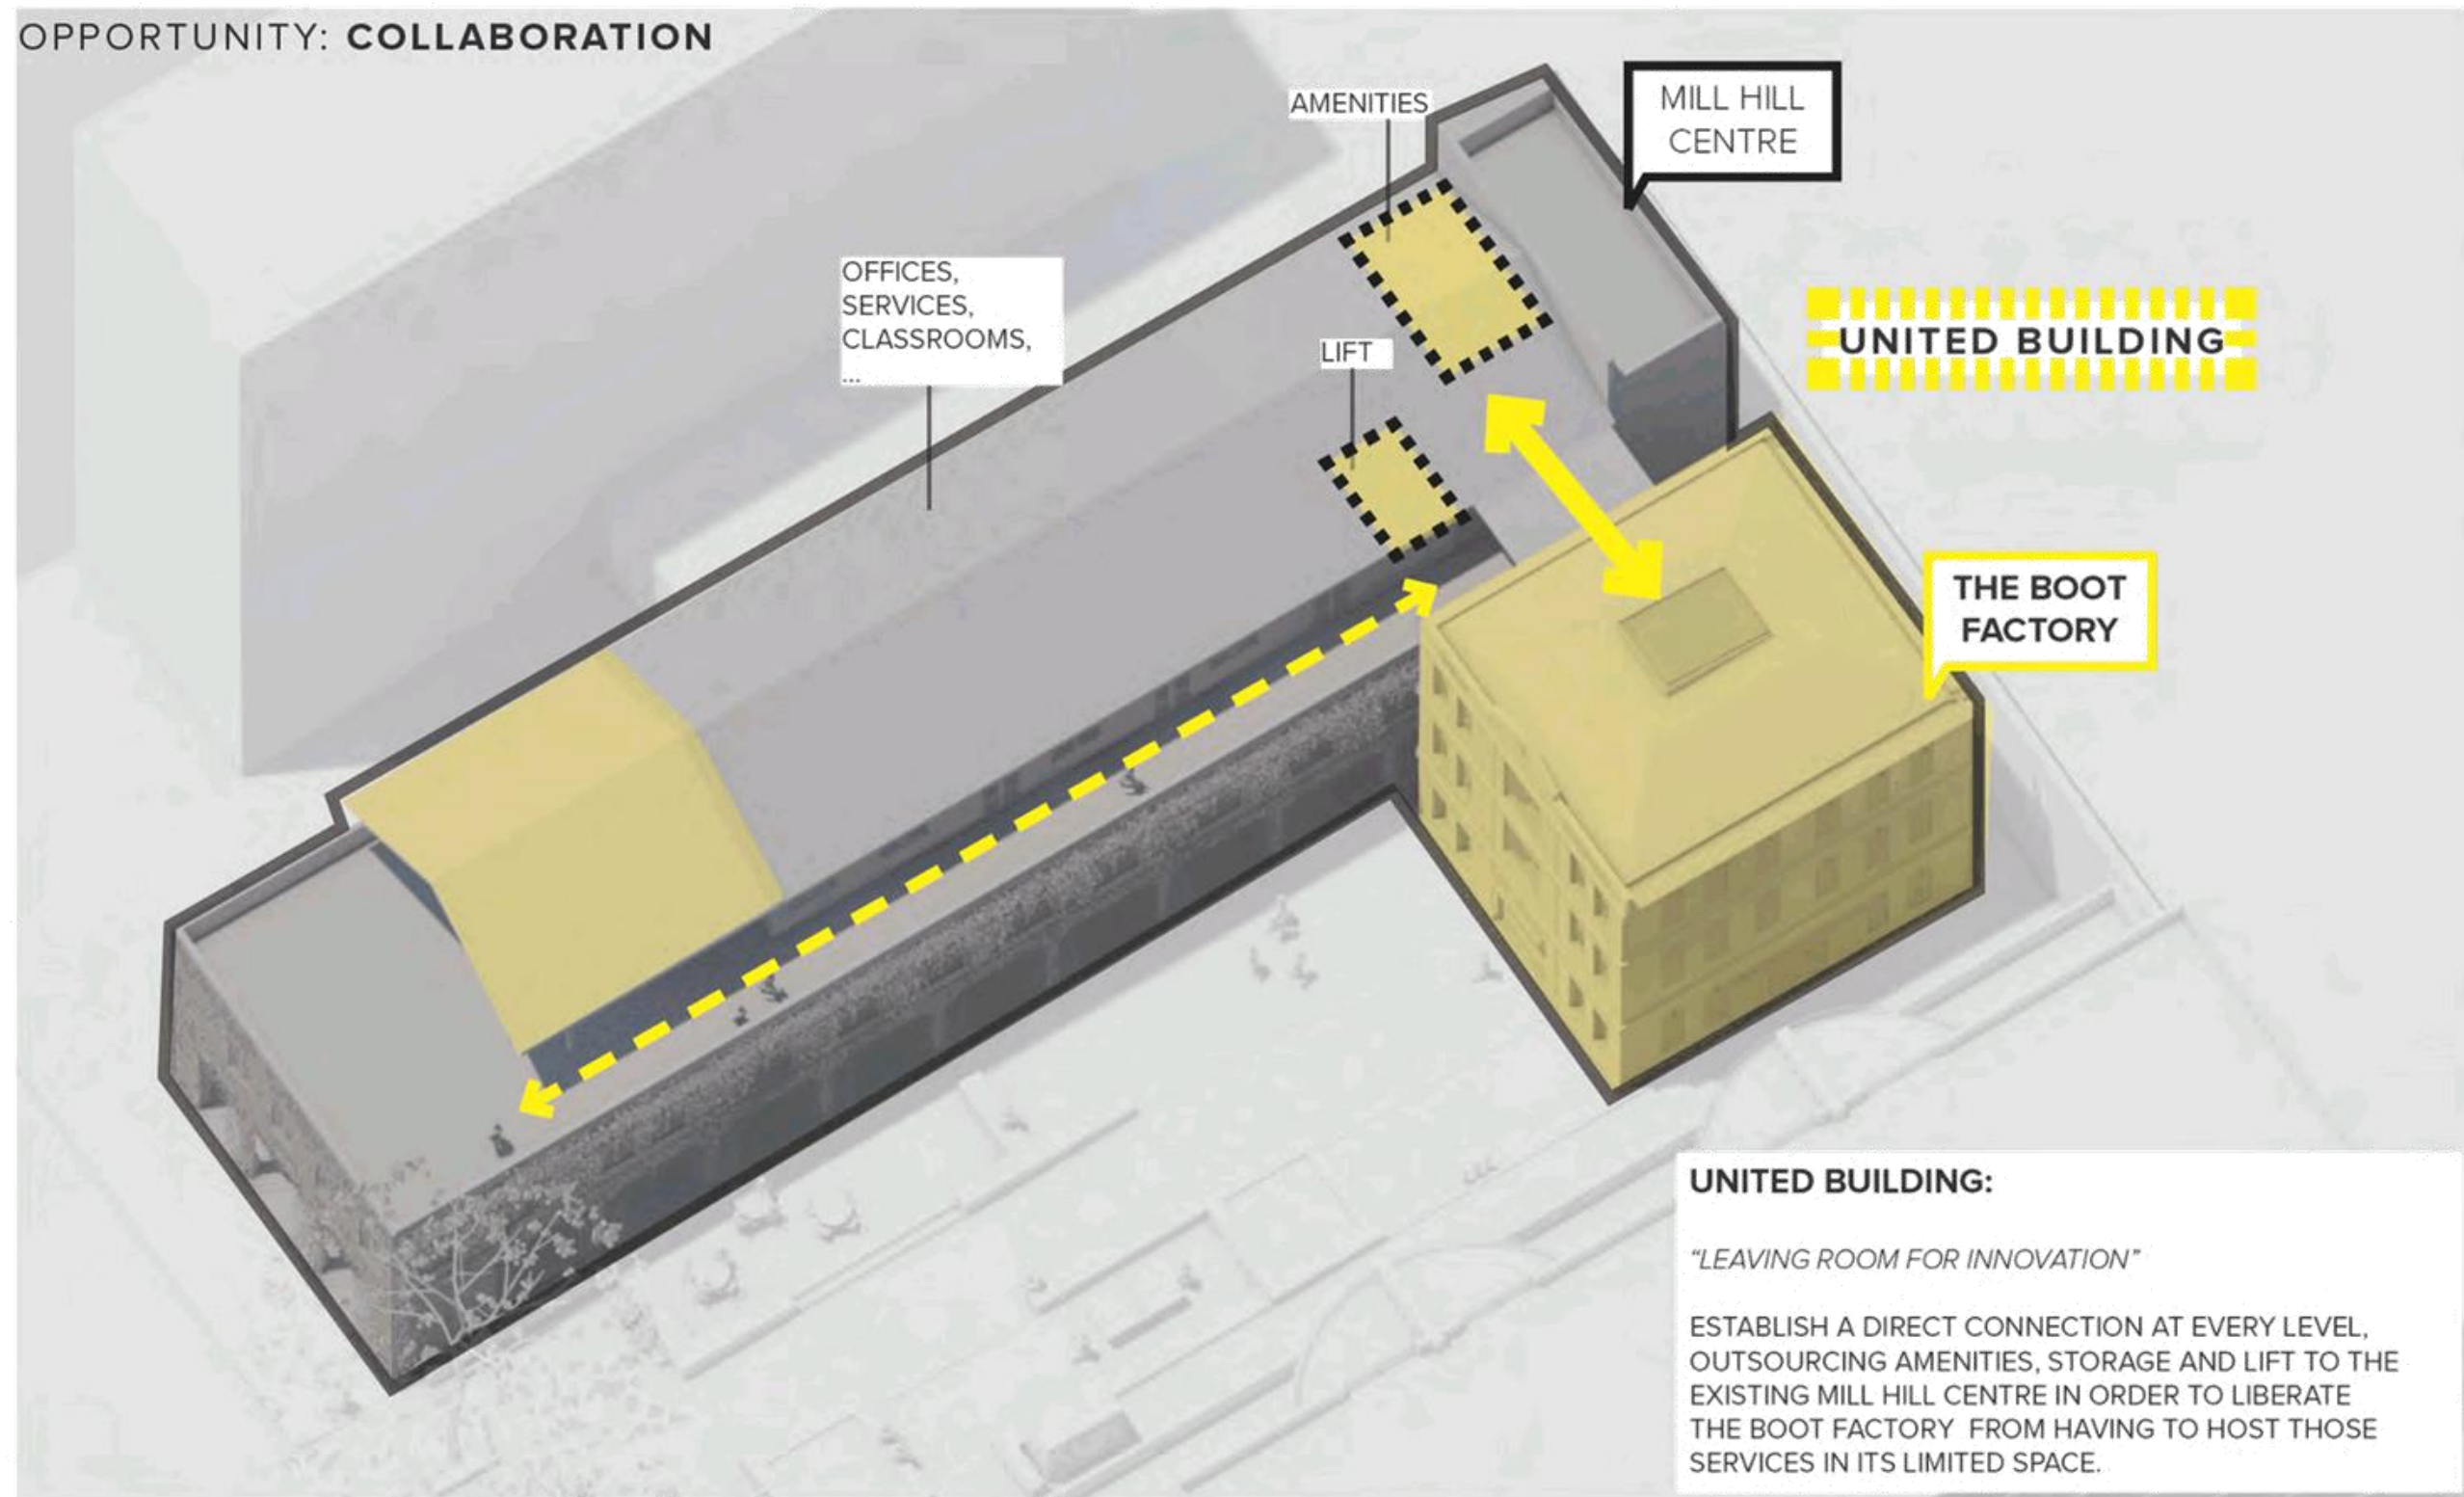 OPPORTUNITY: COLLABORATION
AMENITIES
MILL HILL
CENTRE
OFFICES,
SERVICES,
CLASSROOMS,
...
LIFT
UNITED BUILDING
THE BOOT
FACTORY
UNITED BUILDING:
“LEAVING ROOM FOR INNOVATION”
ESTABLISH A DIRECT CONNECTION AT EVERY LEVEL,
OUTSOURCING AMENITIES, STORAGE AND LIFT TO THE
EXISTING MILL HILL CENTRE IN ORDER TO LIBERATE
THE BOOT FACTORY FROM HAVING TO HOST THOSE
SERVICES IN ITS LIMITED SPACE.